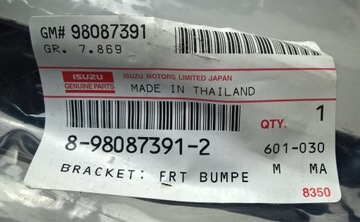 GM# 98087391
GR. 7.869
ISUZU
GENUINE PARTS
ISUZU MOTORS LIMITED JAPAN
MADE IN THAILAND
QTY. 1
8-98087391-2
601-030
BRACKET: FRT BUMPE
M MA
8350